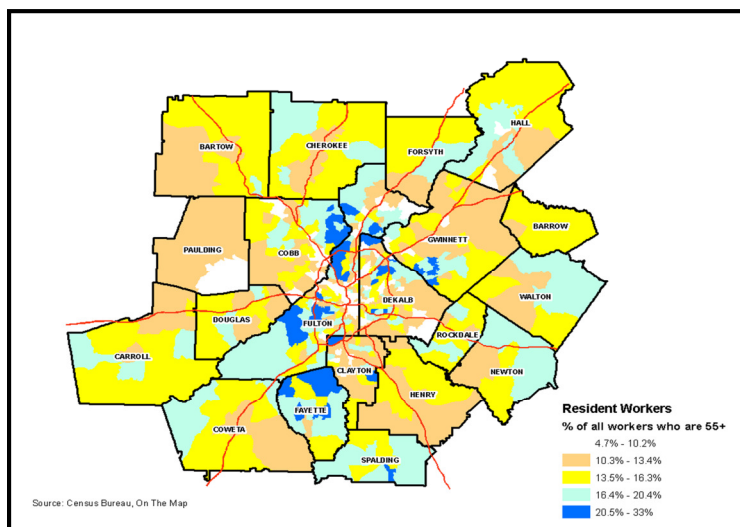 HALL
BARTOW
CHEROKEE
FORSYTH
BARROW
GWINNETT
PAULDING
COBB
WALTON
DEKALB
DOUGLAS
FULTON
ROCKDALE
CARROLL
CLAYTON
NEWTON
HENRY
FAYETTE
COWETA
SPALDING
Resident Workers
% of all workers who are 55+
4.7% - 10.2%
10.3% - 13.4%
13.5% - 16.3%
16.4% - 20.4%
20.5% - 33%
Source: Census Bureau, On The Map